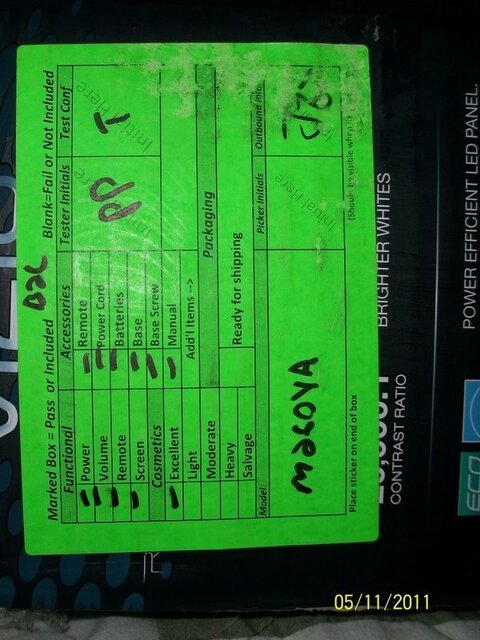 Marked Box = Pass or Included Blank=Fail or Not Included
Functional Accessories Tester Initials Test Conf
Power Remote PP
Volume Power Cord
Remote Batteries
Screen Base
Cosmetics Base Screw
Excellent Manual
Light Add'l Items -->
Moderate Packaging
Heavy Ready for shipping
Salvage
Model: Picker Initials Outbound
M260VA Initial Here
Place sticker on end of box (Should be visible when
CONTRAST RATIO
BRIGHTER WHITES
POWER EFFICIENT LED PANEL.
ECO
05/11/2011